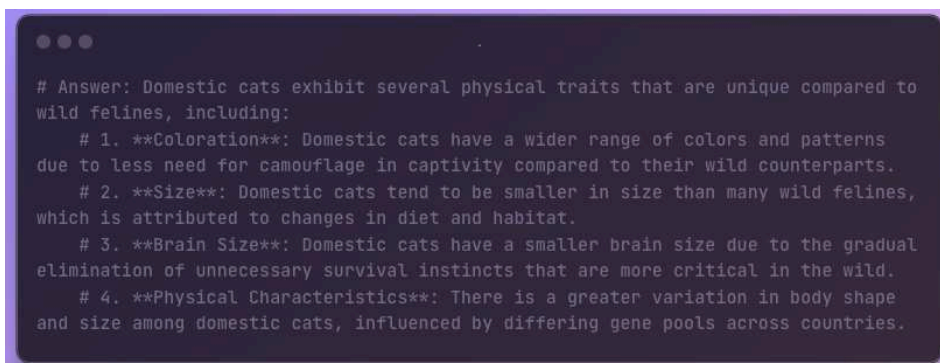 # Answer: Domestic cats exhibit several physical traits that are unique compared to
wild felines, including:
# 1. **Coloration**: Domestic cats have a wider range of colors and patterns
due to less need for camouflage in captivity compared to their wild counterparts.
# 2. **Size**: Domestic cats tend to be smaller in size than many wild felines,
which is attributed to changes in diet and habitat.
# 3. **Brain Size**: Domestic cats have a smaller brain size due to the gradual
elimination of unnecessary survival instincts that are more critical in the wild.
# 4. **Physical Characteristics**: There is a greater variation in body shape
and size among domestic cats, influenced by differing gene pools across countries.